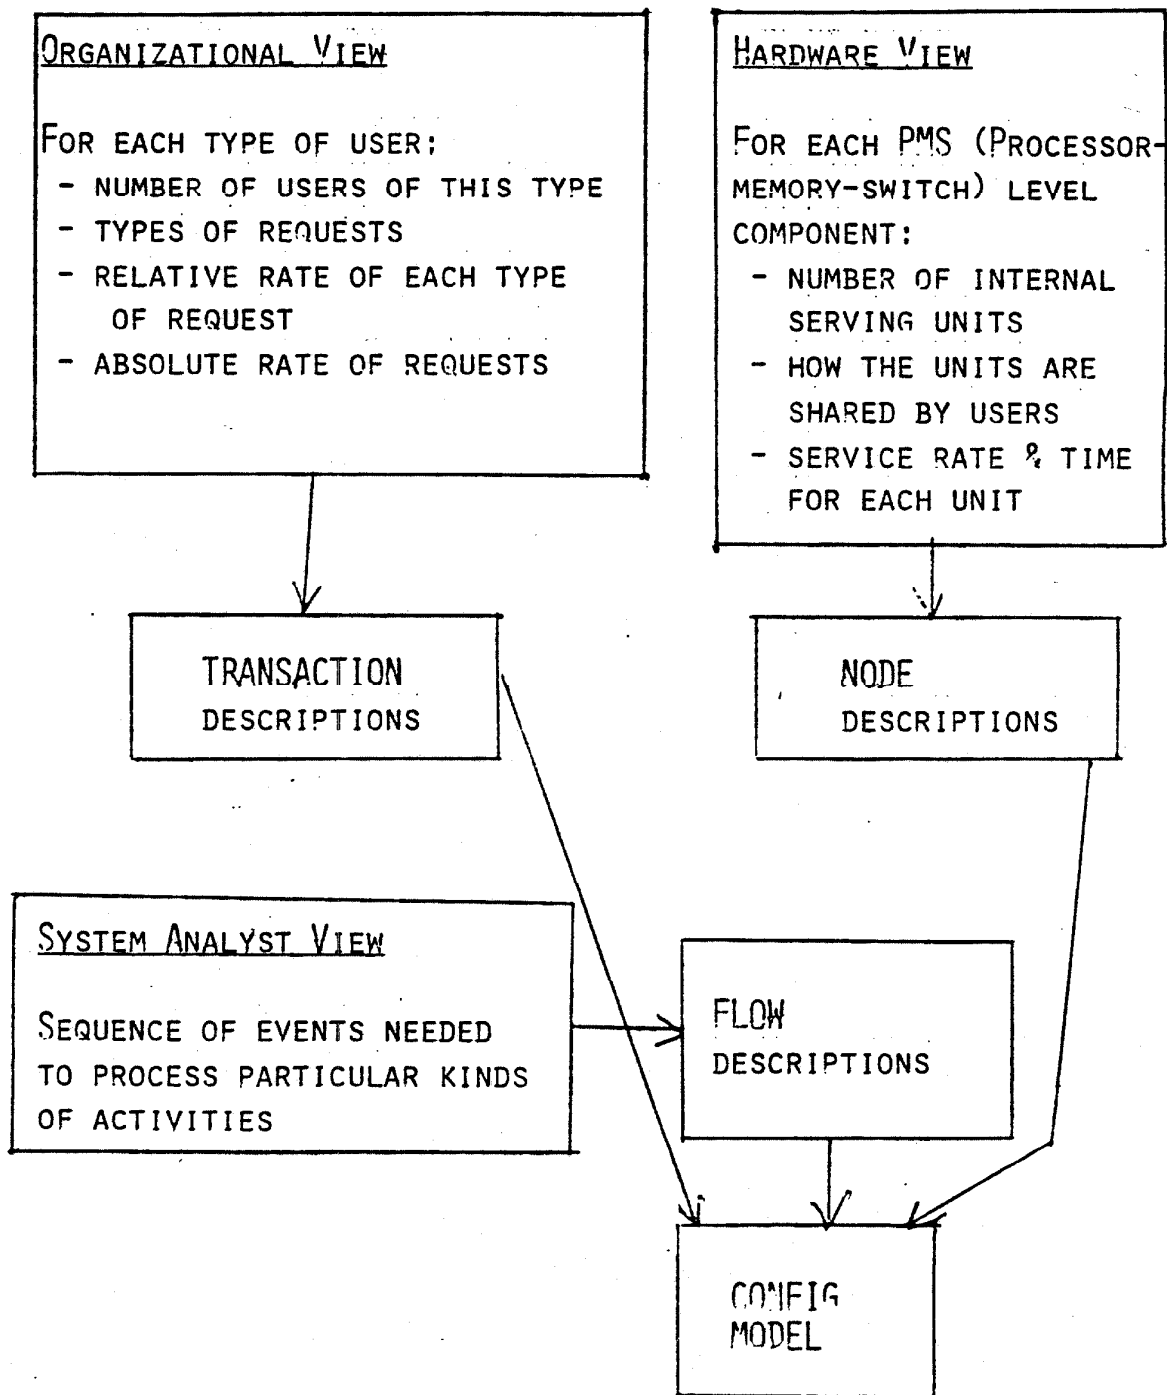 ORGANIZATIONAL VIEW
FOR EACH TYPE OF USER:
- NUMBER OF USERS OF THIS TYPE
- TYPES OF REQUESTS
- RELATIVE RATE OF EACH TYPE
OF REQUEST
- ABSOLUTE RATE OF REQUESTS
HARDWARE VIEW
FOR EACH PMS (PROCESSOR-
MEMORY-SWITCH) LEVEL
COMPONENT:
- NUMBER OF INTERNAL
SERVING UNITS
- HOW THE UNITS ARE
SHARED BY USERS
- SERVICE RATE & TIME
FOR EACH UNIT
TRANSACTION
DESCRIPTIONS
NODE
DESCRIPTIONS
SYSTEM ANALYST VIEW
SEQUENCE OF EVENTS NEEDED
TO PROCESS PARTICULAR KINDS
OF ACTIVITIES
FLOW
DESCRIPTIONS
CONFIG
MODEL